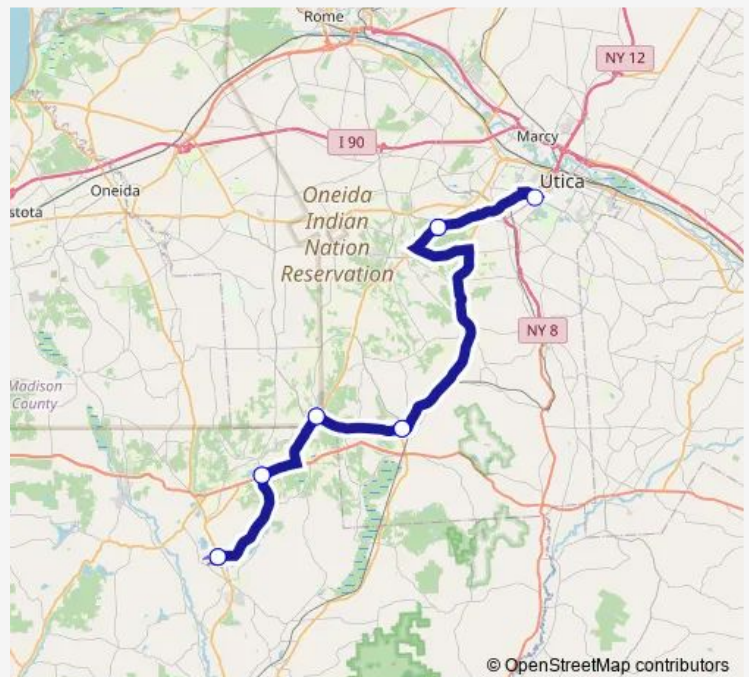 Rome
NY 12
Marcy
I 90
Utica
Oneida
stota
Oneida
Indian
Nation
Reservation
NY 8
Madison
County
© OpenStreetMap contributors